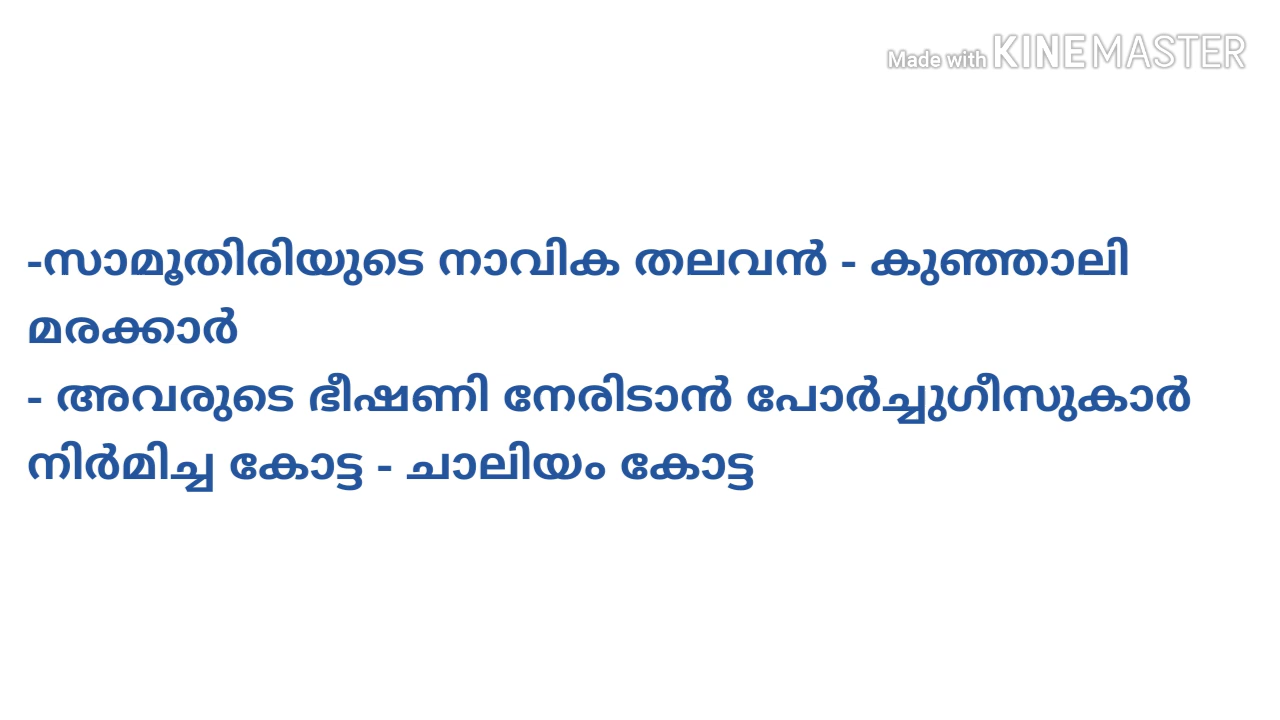 Made with KINEMASTER
-സാമൂതിരിയുടെ നാവിക തലവൻ - കുഞ്ഞാലി
മരക്കാർ
- അവരുടെ ഭീഷണി നേരിടാൻ പോർച്ചുഗീസുകാർ
നിർമിച്ച കോട്ട - ചാലിയം കോട്ട